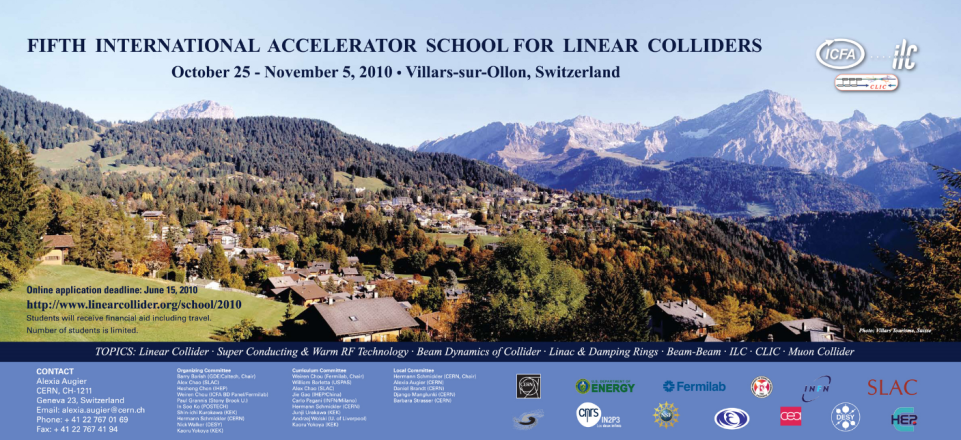 FIFTH INTERNATIONAL ACCELERATOR SCHOOL FOR LINEAR COLLIDERS
October 25 - November 5, 2010 • Villars-sur-Ollon, Switzerland
ICFA
ilc
CLIC
Online application deadline: June 15, 2010
http://www.linearcollider.org/school/2010
Students will receive financial aid including travel.
Number of students is limited.
Photo: Villars Tourisme, Suisse
TOPICS: Linear Collider · Super Conducting & Warm RF Technology · Beam Dynamics of Collider · Linac & Damping Rings · Beam-Beam · ILC · CLIC · Muon Collider
CONTACT
Alexia Augier
CERN, CH-1211
Geneva 23, Switzerland
Email: alexia.augier@cern.ch
Phone: + 41 22 767 01 69
Fax: + 41 22 767 41 94
Organizing Committee
Barry Barish (GDE/Caltech, Chair)
Alex Chao (SLAC)
Hesheng Chen (IHEP)
Weiren Chou (ICFA BD Panel/Fermilab)
Paul Grannis (Stony Brook U.)
In Soo Ko (POSTECH)
Shin-ichi Kurokawa (KEK)
Hermann Schmickler (CERN)
Nick Walker (DESY)
Kaoru Yokoya (KEK)
Curriculum Committee
Weiren Chou (Fermilab, Chair)
William Barletta (USPAS)
Alex Chao (SLAC)
Jie Gao (IHEP/China)
Carlo Pagani (INFN/Milano)
Hermann Schmickler (CERN)
Junji Urakawa (KEK)
Andrzej Wolski (U. of Liverpool)
Kaoru Yokoya (KEK)
Local Committee
Hermann Schmickler (CERN, Chair)
Alexia Augier (CERN)
Daniel Brandt (CERN)
Django Manglunki (CERN)
Barbara Strasser (CERN)
CERN
U.S. DEPARTMENT OF
ENERGY
Fermilab
INFN
SLAC
cnrs
IN2P3
cea
DESY
HEP